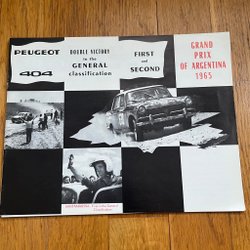 PEUGEOT
404
DOUBLE VICTORY
in the
GENERAL
classification
FIRST
and
SECOND
GRAND
PRIX
OF ARGENTINA
1965